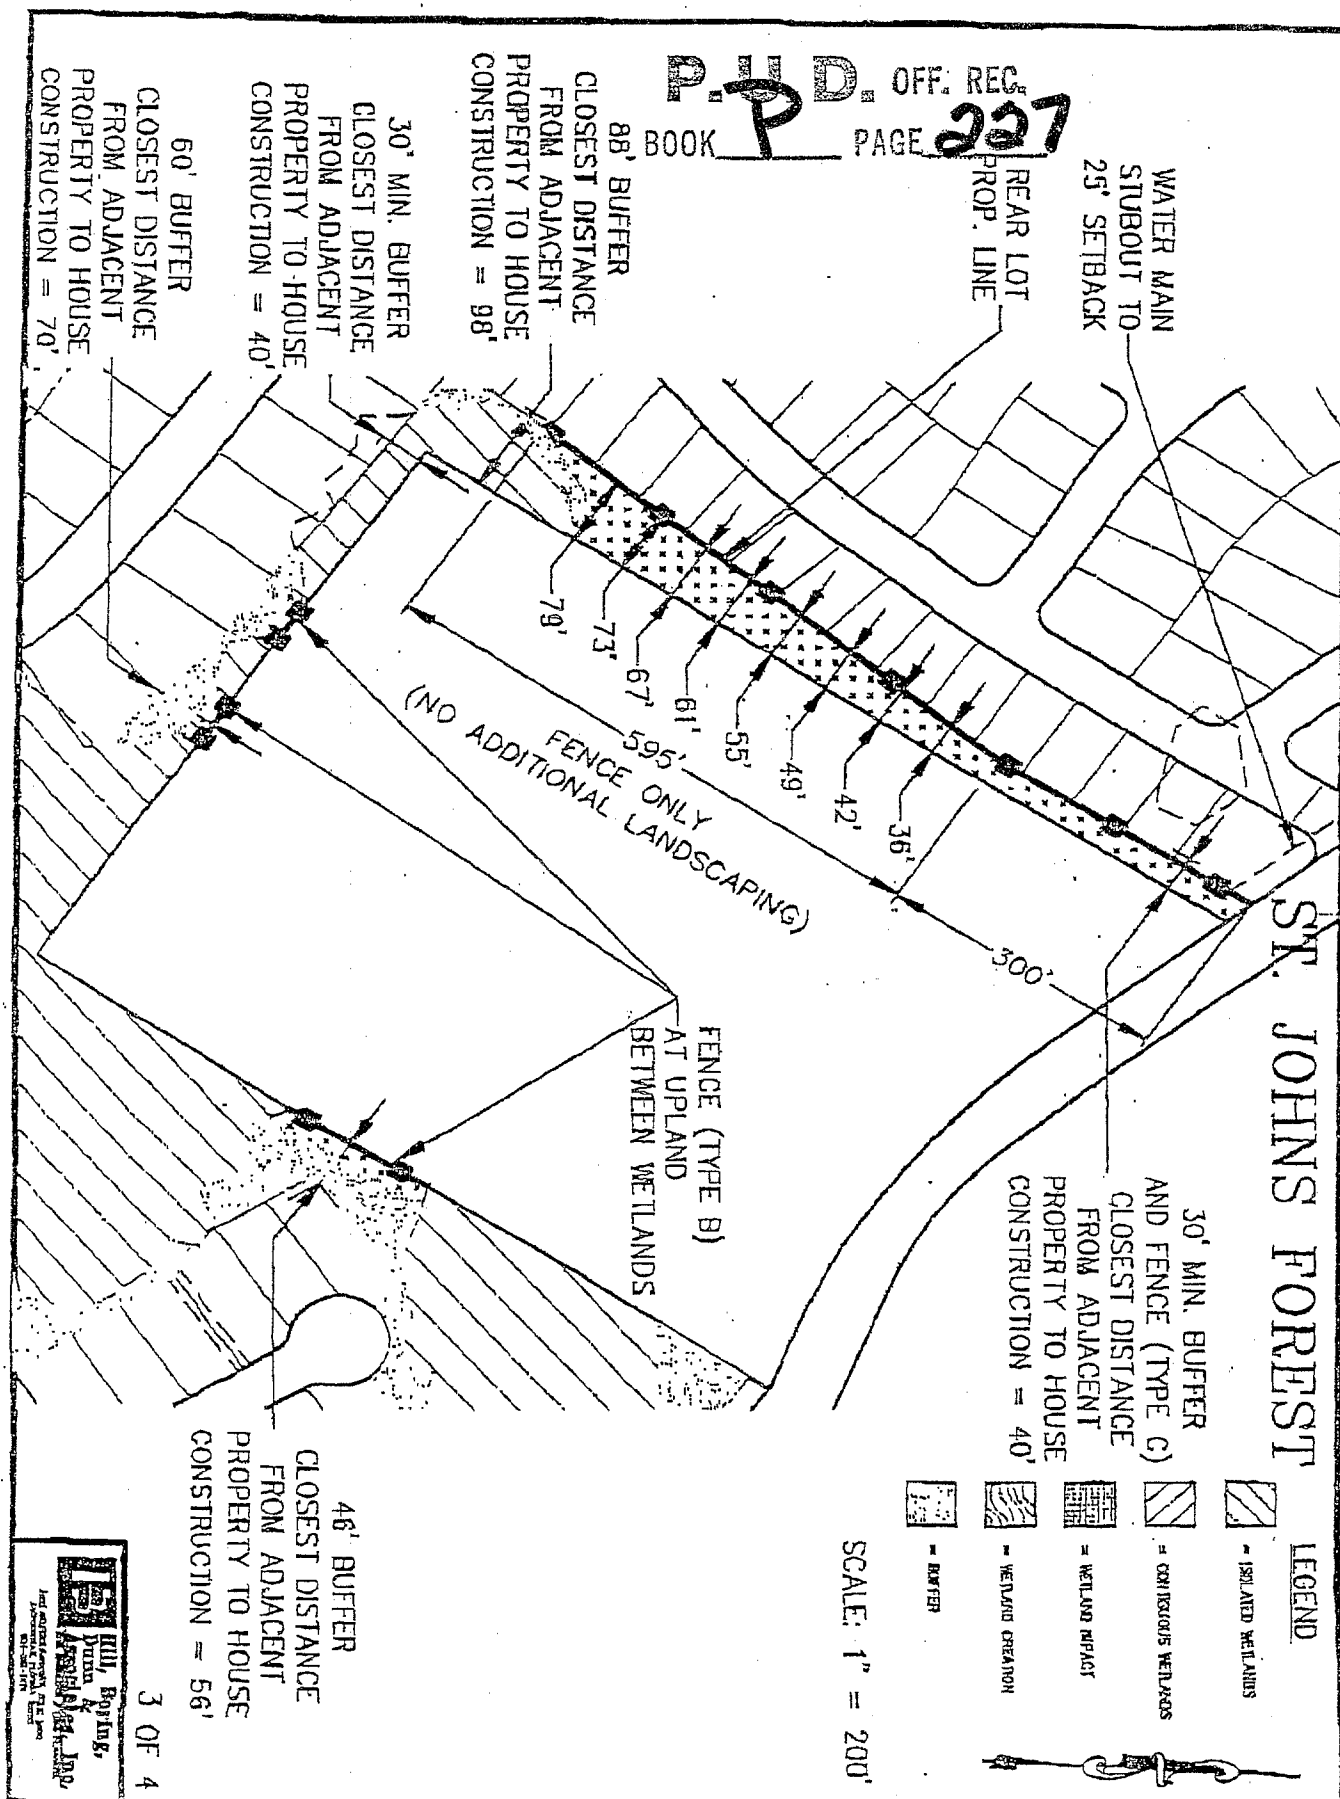 P.U.D. OFF. REC.
BOOK P PAGE 227
ST. JOHNS FOREST
LEGEND
= ISOLATED WETLANDS
= CONTIGUOUS WETLANDS
= WETLAND IMPACT
= WETLAND CREATION
= BUFFER
SCALE: 1" = 200'
WATER MAIN
STUBOUT TO
25' SETBACK
REAR LOT
PROP. LINE
88' BUFFER
CLOSEST DISTANCE
FROM ADJACENT
PROPERTY TO HOUSE
CONSTRUCTION = 98'
30' MIN. BUFFER
CLOSEST DISTANCE
FROM ADJACENT
PROPERTY TO HOUSE
CONSTRUCTION = 40'
60' BUFFER
CLOSEST DISTANCE
FROM ADJACENT
PROPERTY TO HOUSE
CONSTRUCTION = 70'
79'
73'
67'
61'
55'
49'
42'
36'
595'
300'
FENCE ONLY
(NO ADDITIONAL LANDSCAPING)
FENCE (TYPE B)
AT UPLAND
BETWEEN WETLANDS
30' MIN. BUFFER
AND FENCE (TYPE C)
CLOSEST DISTANCE
FROM ADJACENT
PROPERTY TO HOUSE
CONSTRUCTION = 40'
46' BUFFER
CLOSEST DISTANCE
FROM ADJACENT
PROPERTY TO HOUSE
CONSTRUCTION = 56'
3 OF 4
Hill, Boring,
Dunn &
Associates, Inc.